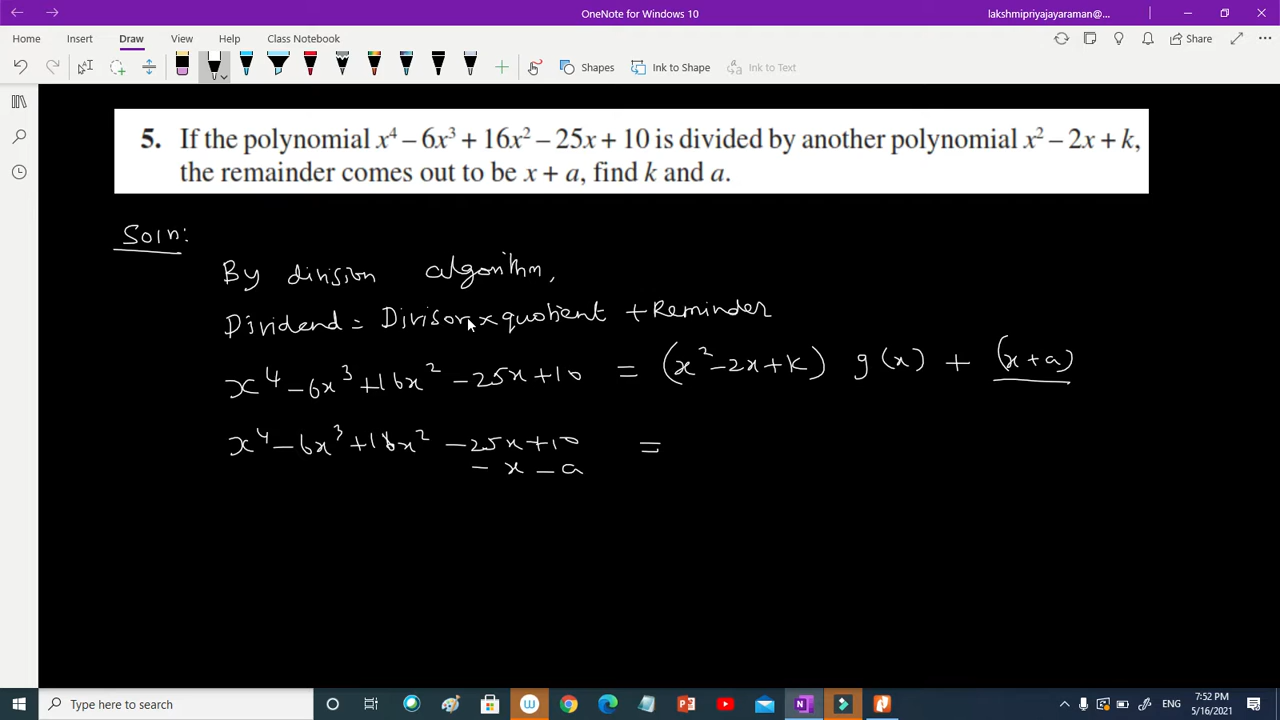 OneNote for Windows 10
lakshmipriyajayaraman@...
Home Insert Draw View Help Class Notebook
Share
Shapes Ink to Shape Ink to Text
5. If the polynomial x⁴ – 6x³ + 16x² – 25x + 10 is divided by another polynomial x² – 2x + k,
the remainder comes out to be x + a, find k and a.
Soln:
By division algorithm,
Dividend = Divisor x quotient + Reminder
x⁴ – 6x³ + 16x² – 25x + 10 = (x² – 2x + k) g(x) + (x + a)
x⁴ – 6x³ + 16x² – 25x + 10 =
– x – a
Type here to search
ENG
7:52 PM
5/16/2021